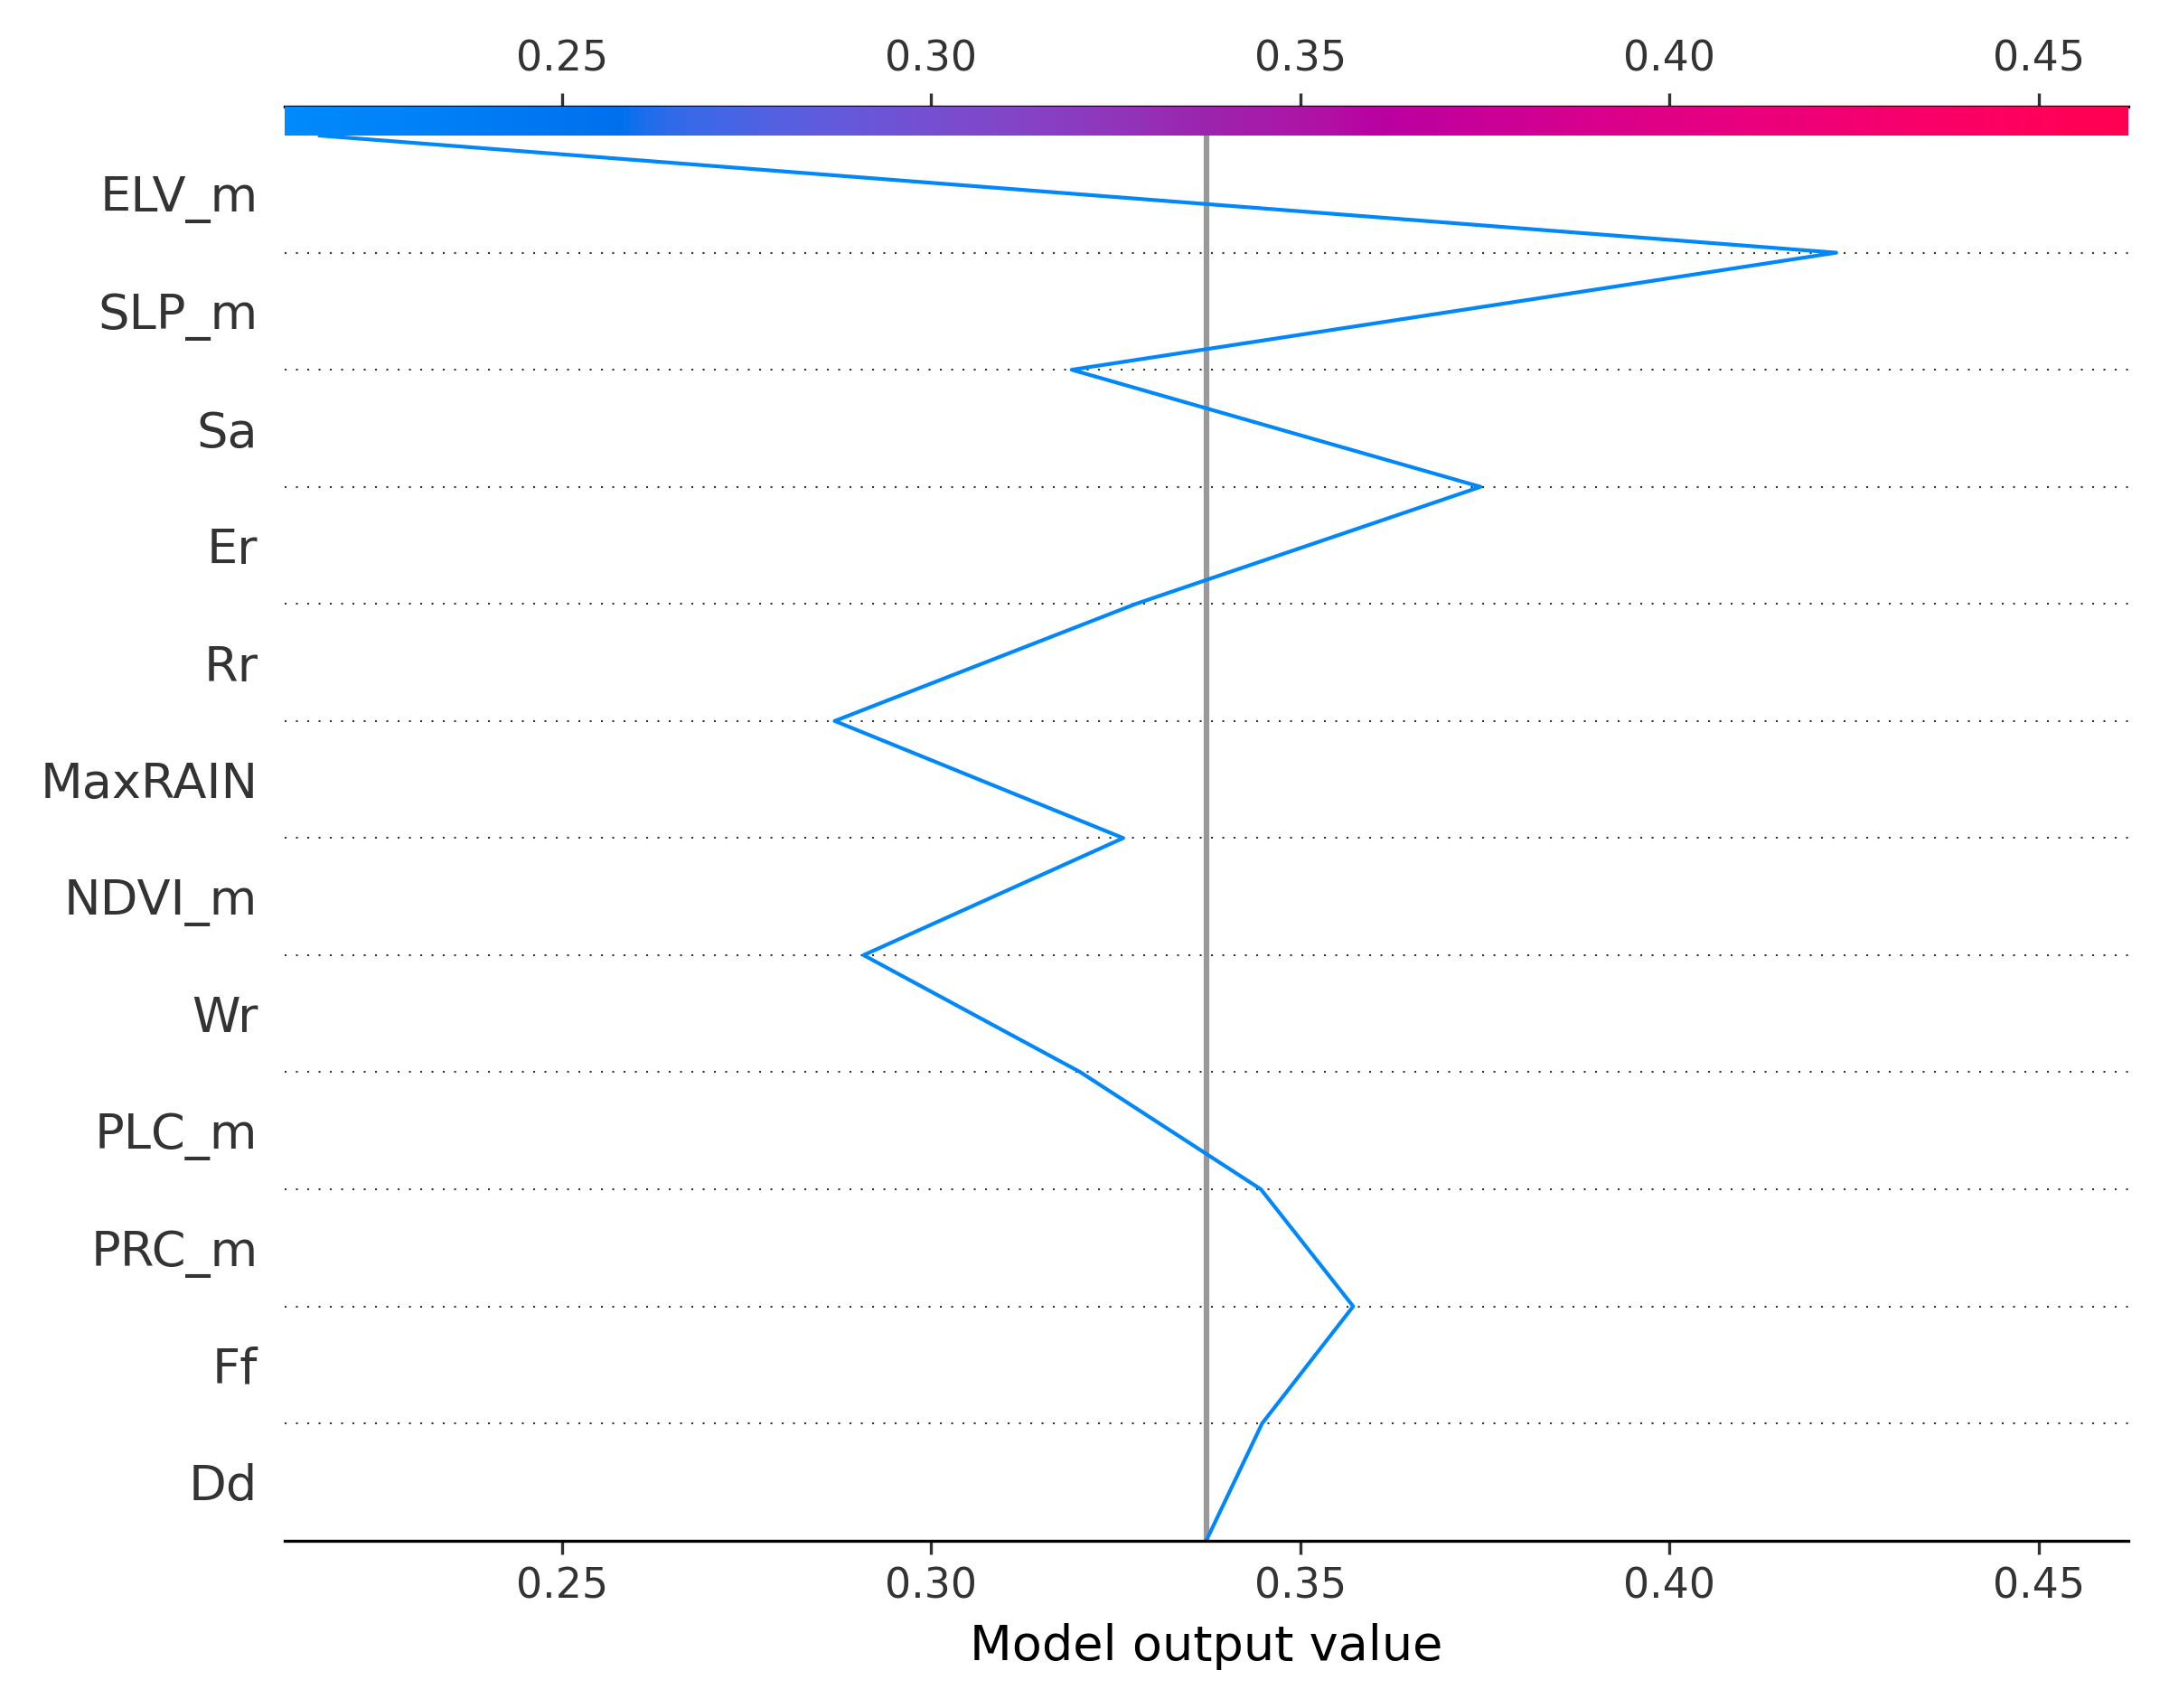 0.25 0.30 0.35 0.40 0.45
ELV_m
SLP_m
Sa
Er
Rr
MaxRAIN
NDVI_m
Wr
PLC_m
PRC_m
Ff
Dd
0.25 0.30 0.35 0.40 0.45
Model output value